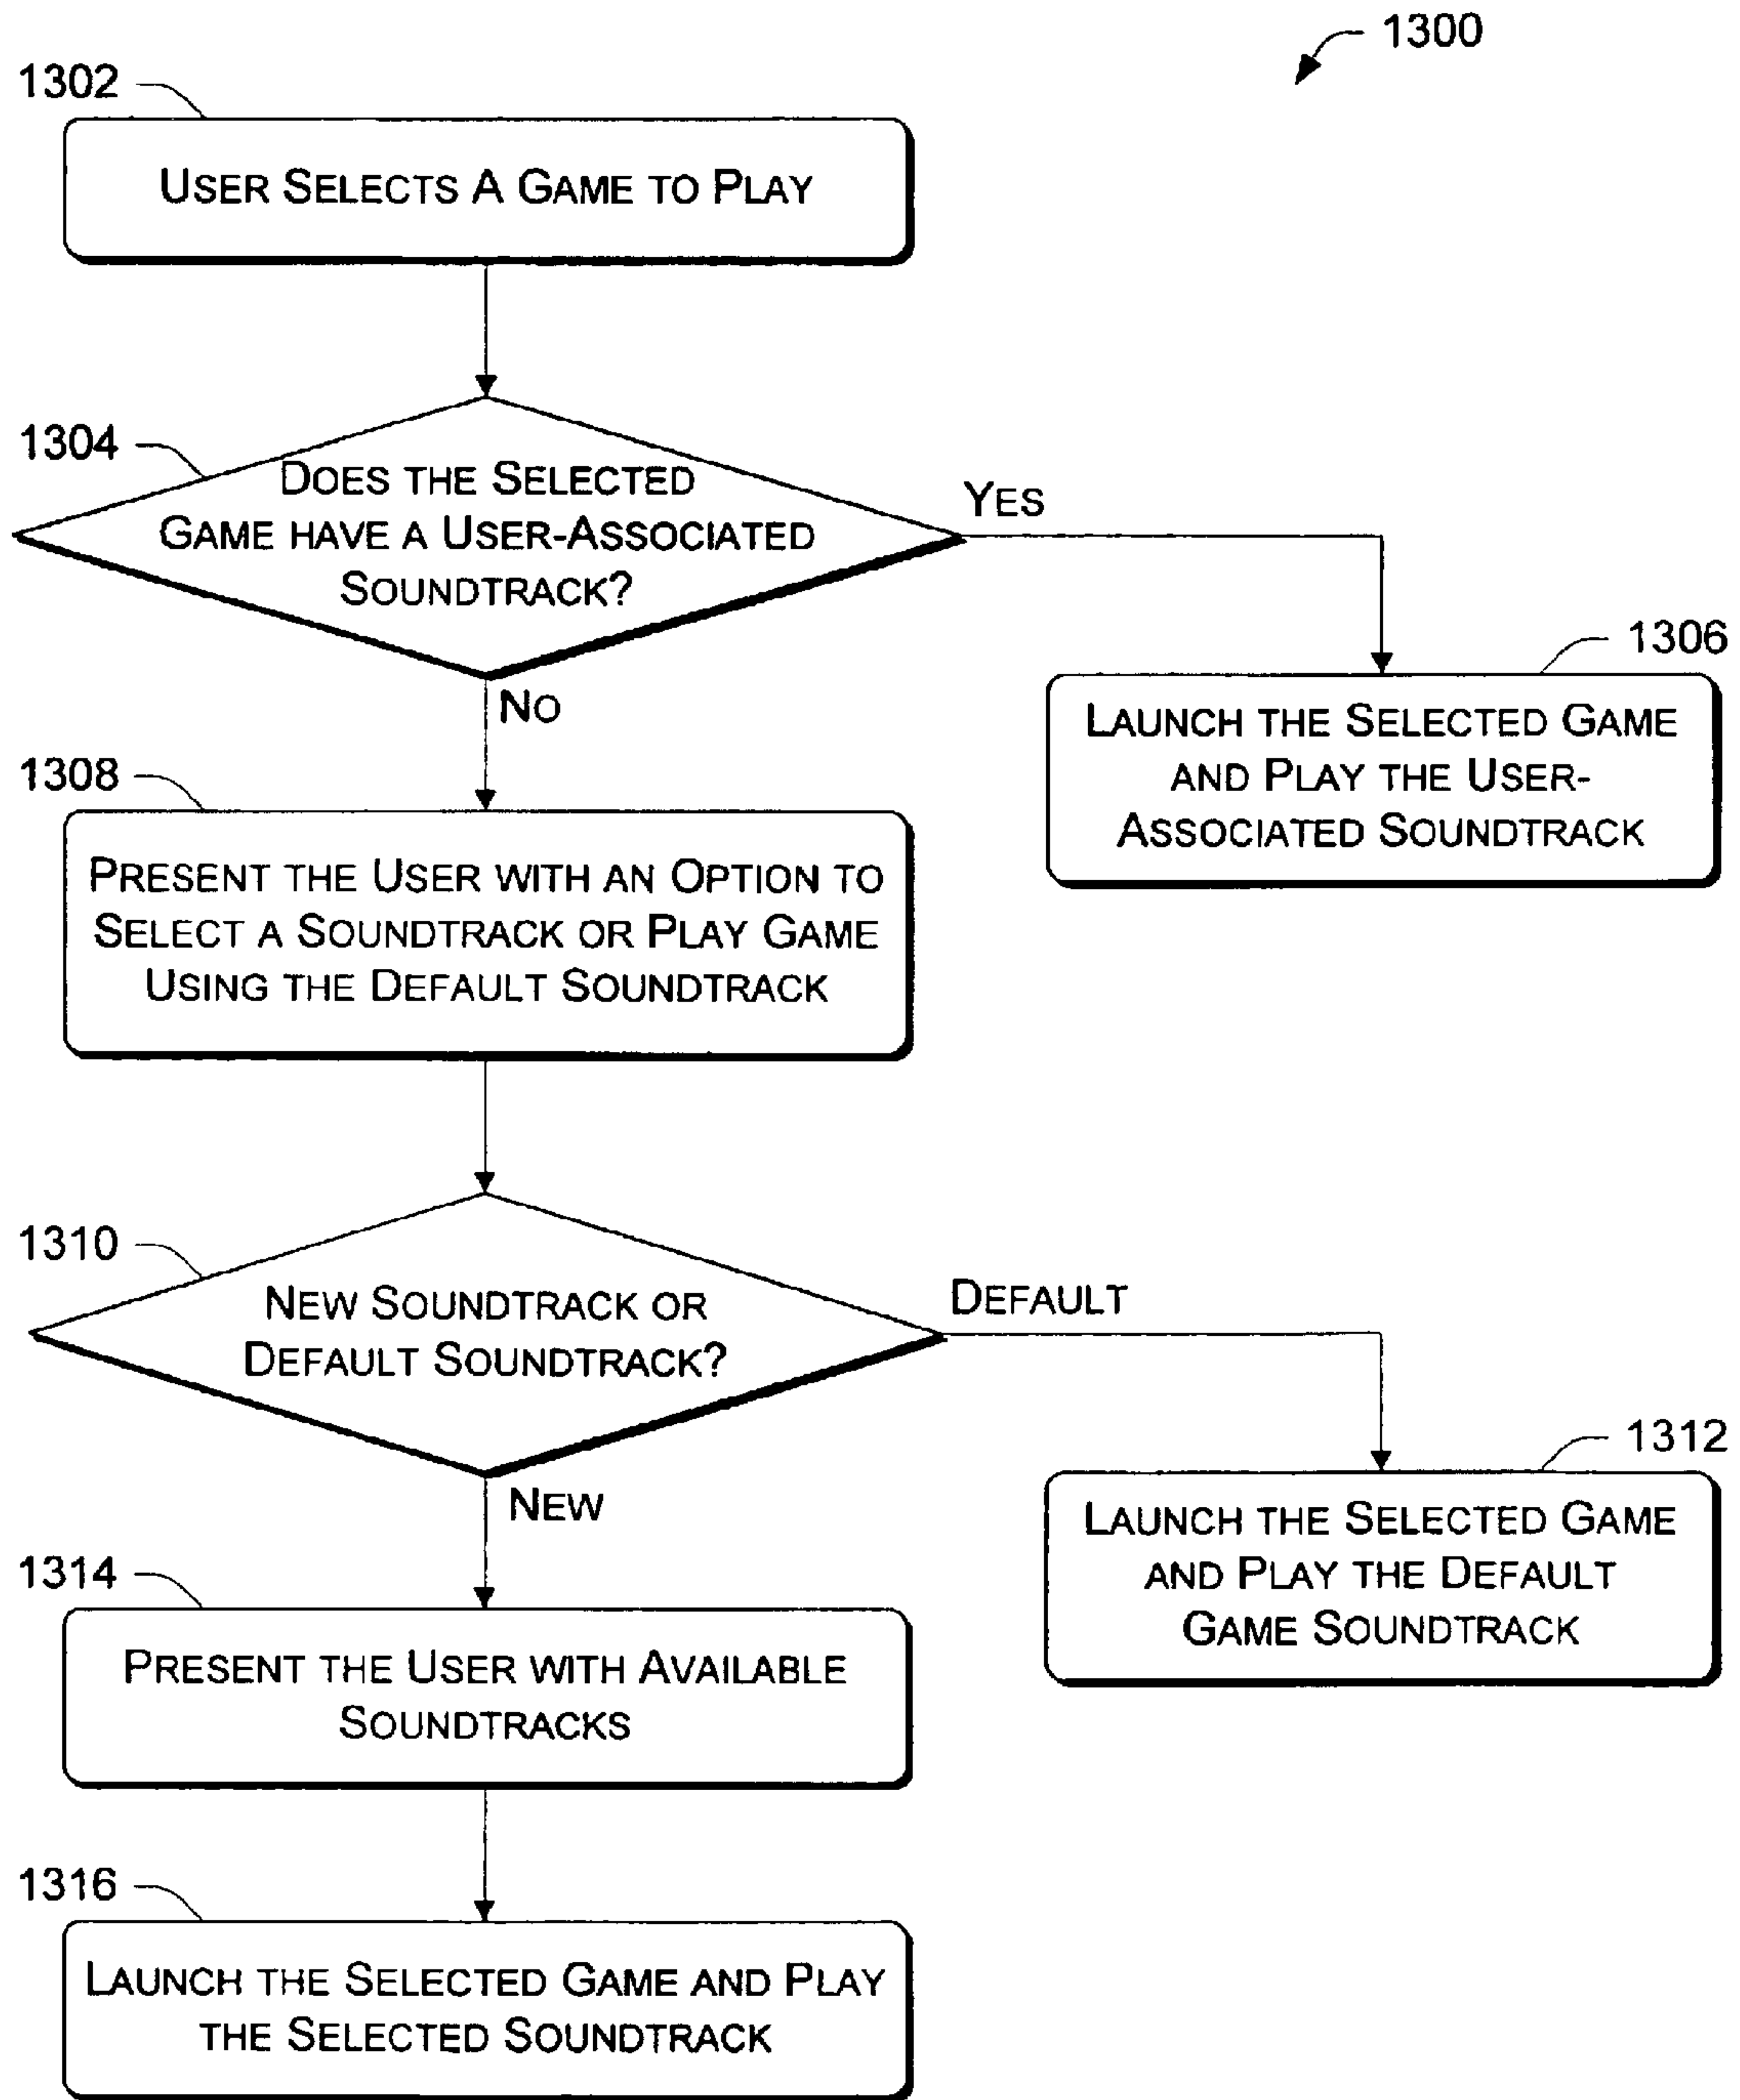 1300
1302
USER SELECTS A GAME TO PLAY
1304
DOES THE SELECTED
GAME HAVE A USER-ASSOCIATED
SOUNDTRACK?
YES
1306
LAUNCH THE SELECTED GAME
AND PLAY THE USER-
ASSOCIATED SOUNDTRACK
NO
1308
PRESENT THE USER WITH AN OPTION TO
SELECT A SOUNDTRACK OR PLAY GAME
USING THE DEFAULT SOUNDTRACK
1310
NEW SOUNDTRACK OR
DEFAULT SOUNDTRACK?
DEFAULT
1312
LAUNCH THE SELECTED GAME
AND PLAY THE DEFAULT
GAME SOUNDTRACK
NEW
1314
PRESENT THE USER WITH AVAILABLE
SOUNDTRACKS
1316
LAUNCH THE SELECTED GAME AND PLAY
THE SELECTED SOUNDTRACK